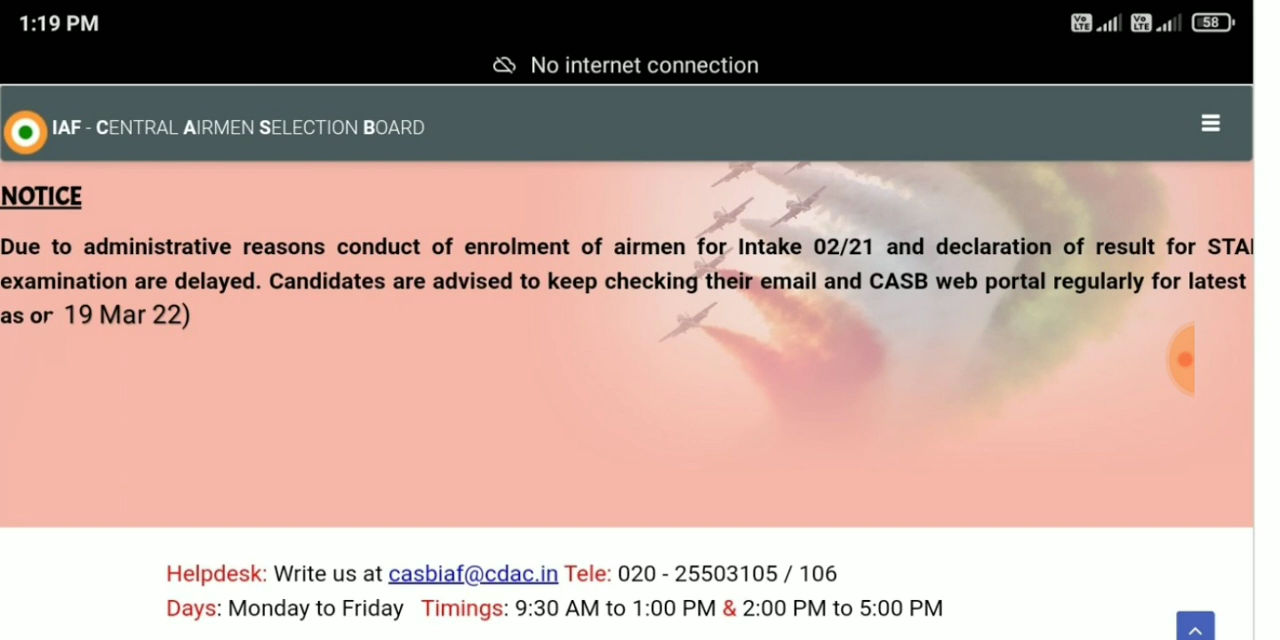 1:19 PM
Vo LTE Vo LTE 58
No internet connection
IAF - CENTRAL AIRMEN SELECTION BOARD
NOTICE
Due to administrative reasons conduct of enrolment of airmen for Intake 02/21 and declaration of result for
examination are delayed. Candidates are advised to keep checking their email and CASB web portal regularly for latest
as or 19 Mar 22)
Helpdesk: Write us at casbiaf@cdac.in Tele: 020 - 25503105 / 106
Days: Monday to Friday Timings: 9:30 AM to 1:00 PM & 2:00 PM to 5:00 PM